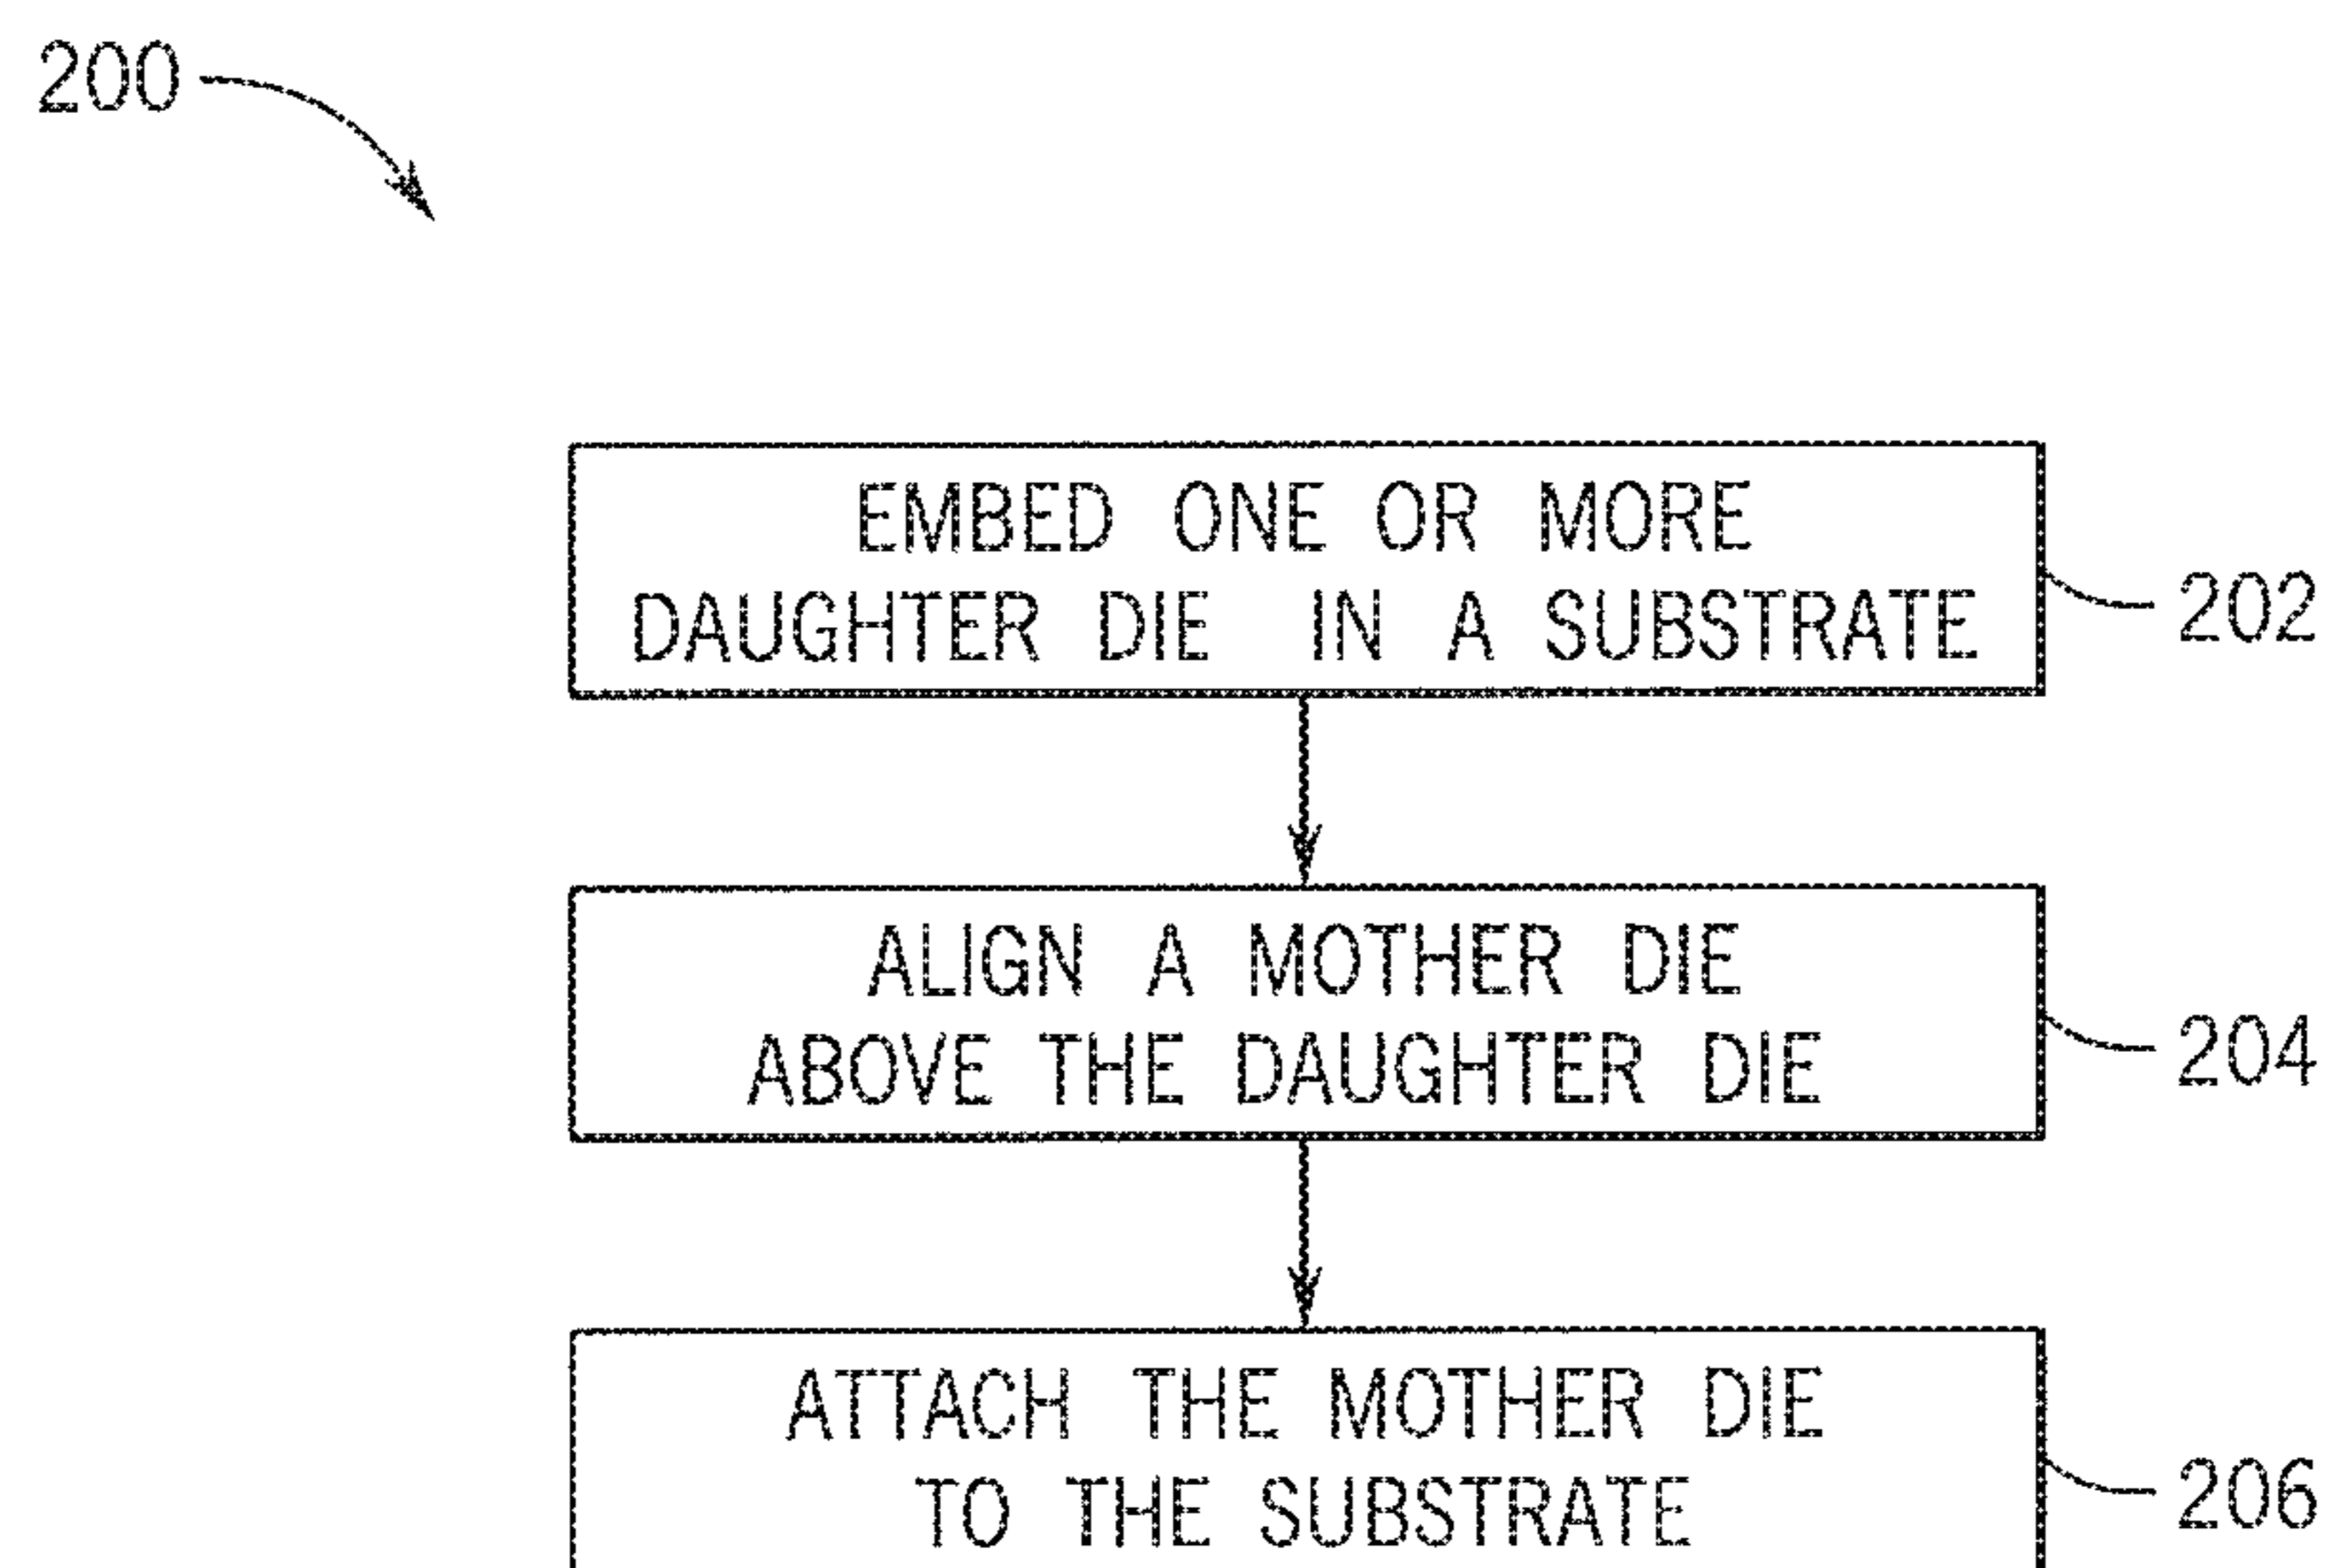 200
EMBED ONE OR MORE
DAUGHTER DIE IN A SUBSTRATE
202
ALIGN A MOTHER DIE
ABOVE THE DAUGHTER DIE
204
ATTACH THE MOTHER DIE
TO THE SUBSTRATE
206